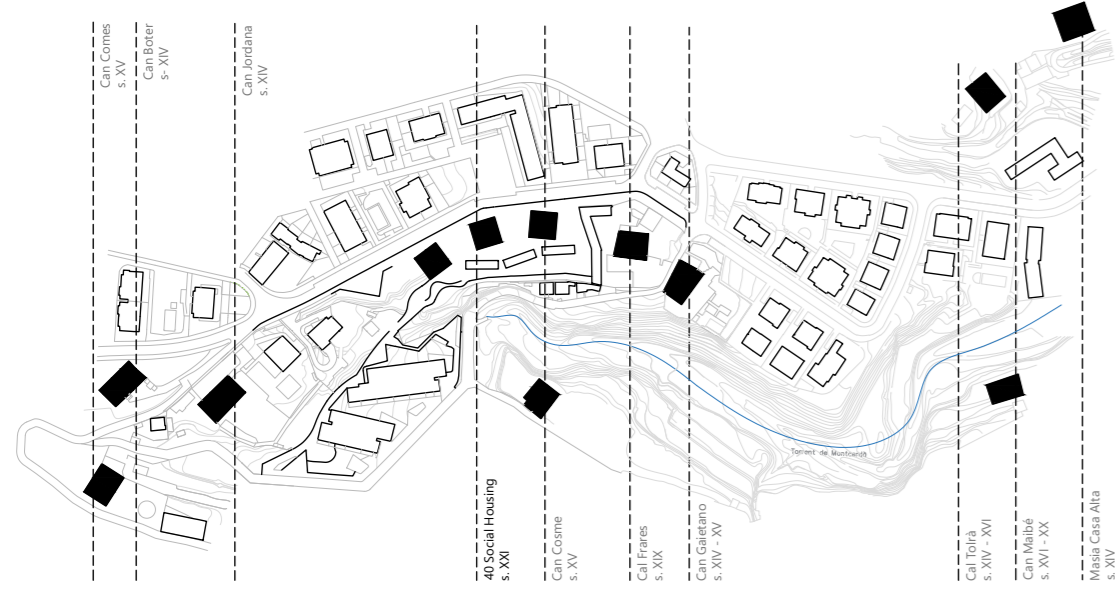 Can Comes
s. XV
Can Boter
s- XIV
Can Jordana
s. XIV
40 Social Housing
s. XXI
Can Cosme
s. XV
Cal Frares
s. XIX
Can Gaietano
s. XIV - XV
Cal Tolrà
s. XIV - XVI
Can Maibé
s. XVI - XX
Masia Casa Alta
s. XIV
Torrent de Muntcerdà